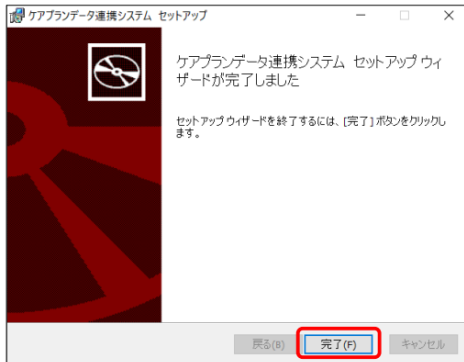 ケアプランデータ連携システム セットアップ
ケアプランデータ連携システム セットアップ ウィ
ザードが完了しました
セットアップ ウィザードを終了するには、[完了] ボタンをクリックし
ます。
戻る(B)
完了(F)
キャンセル